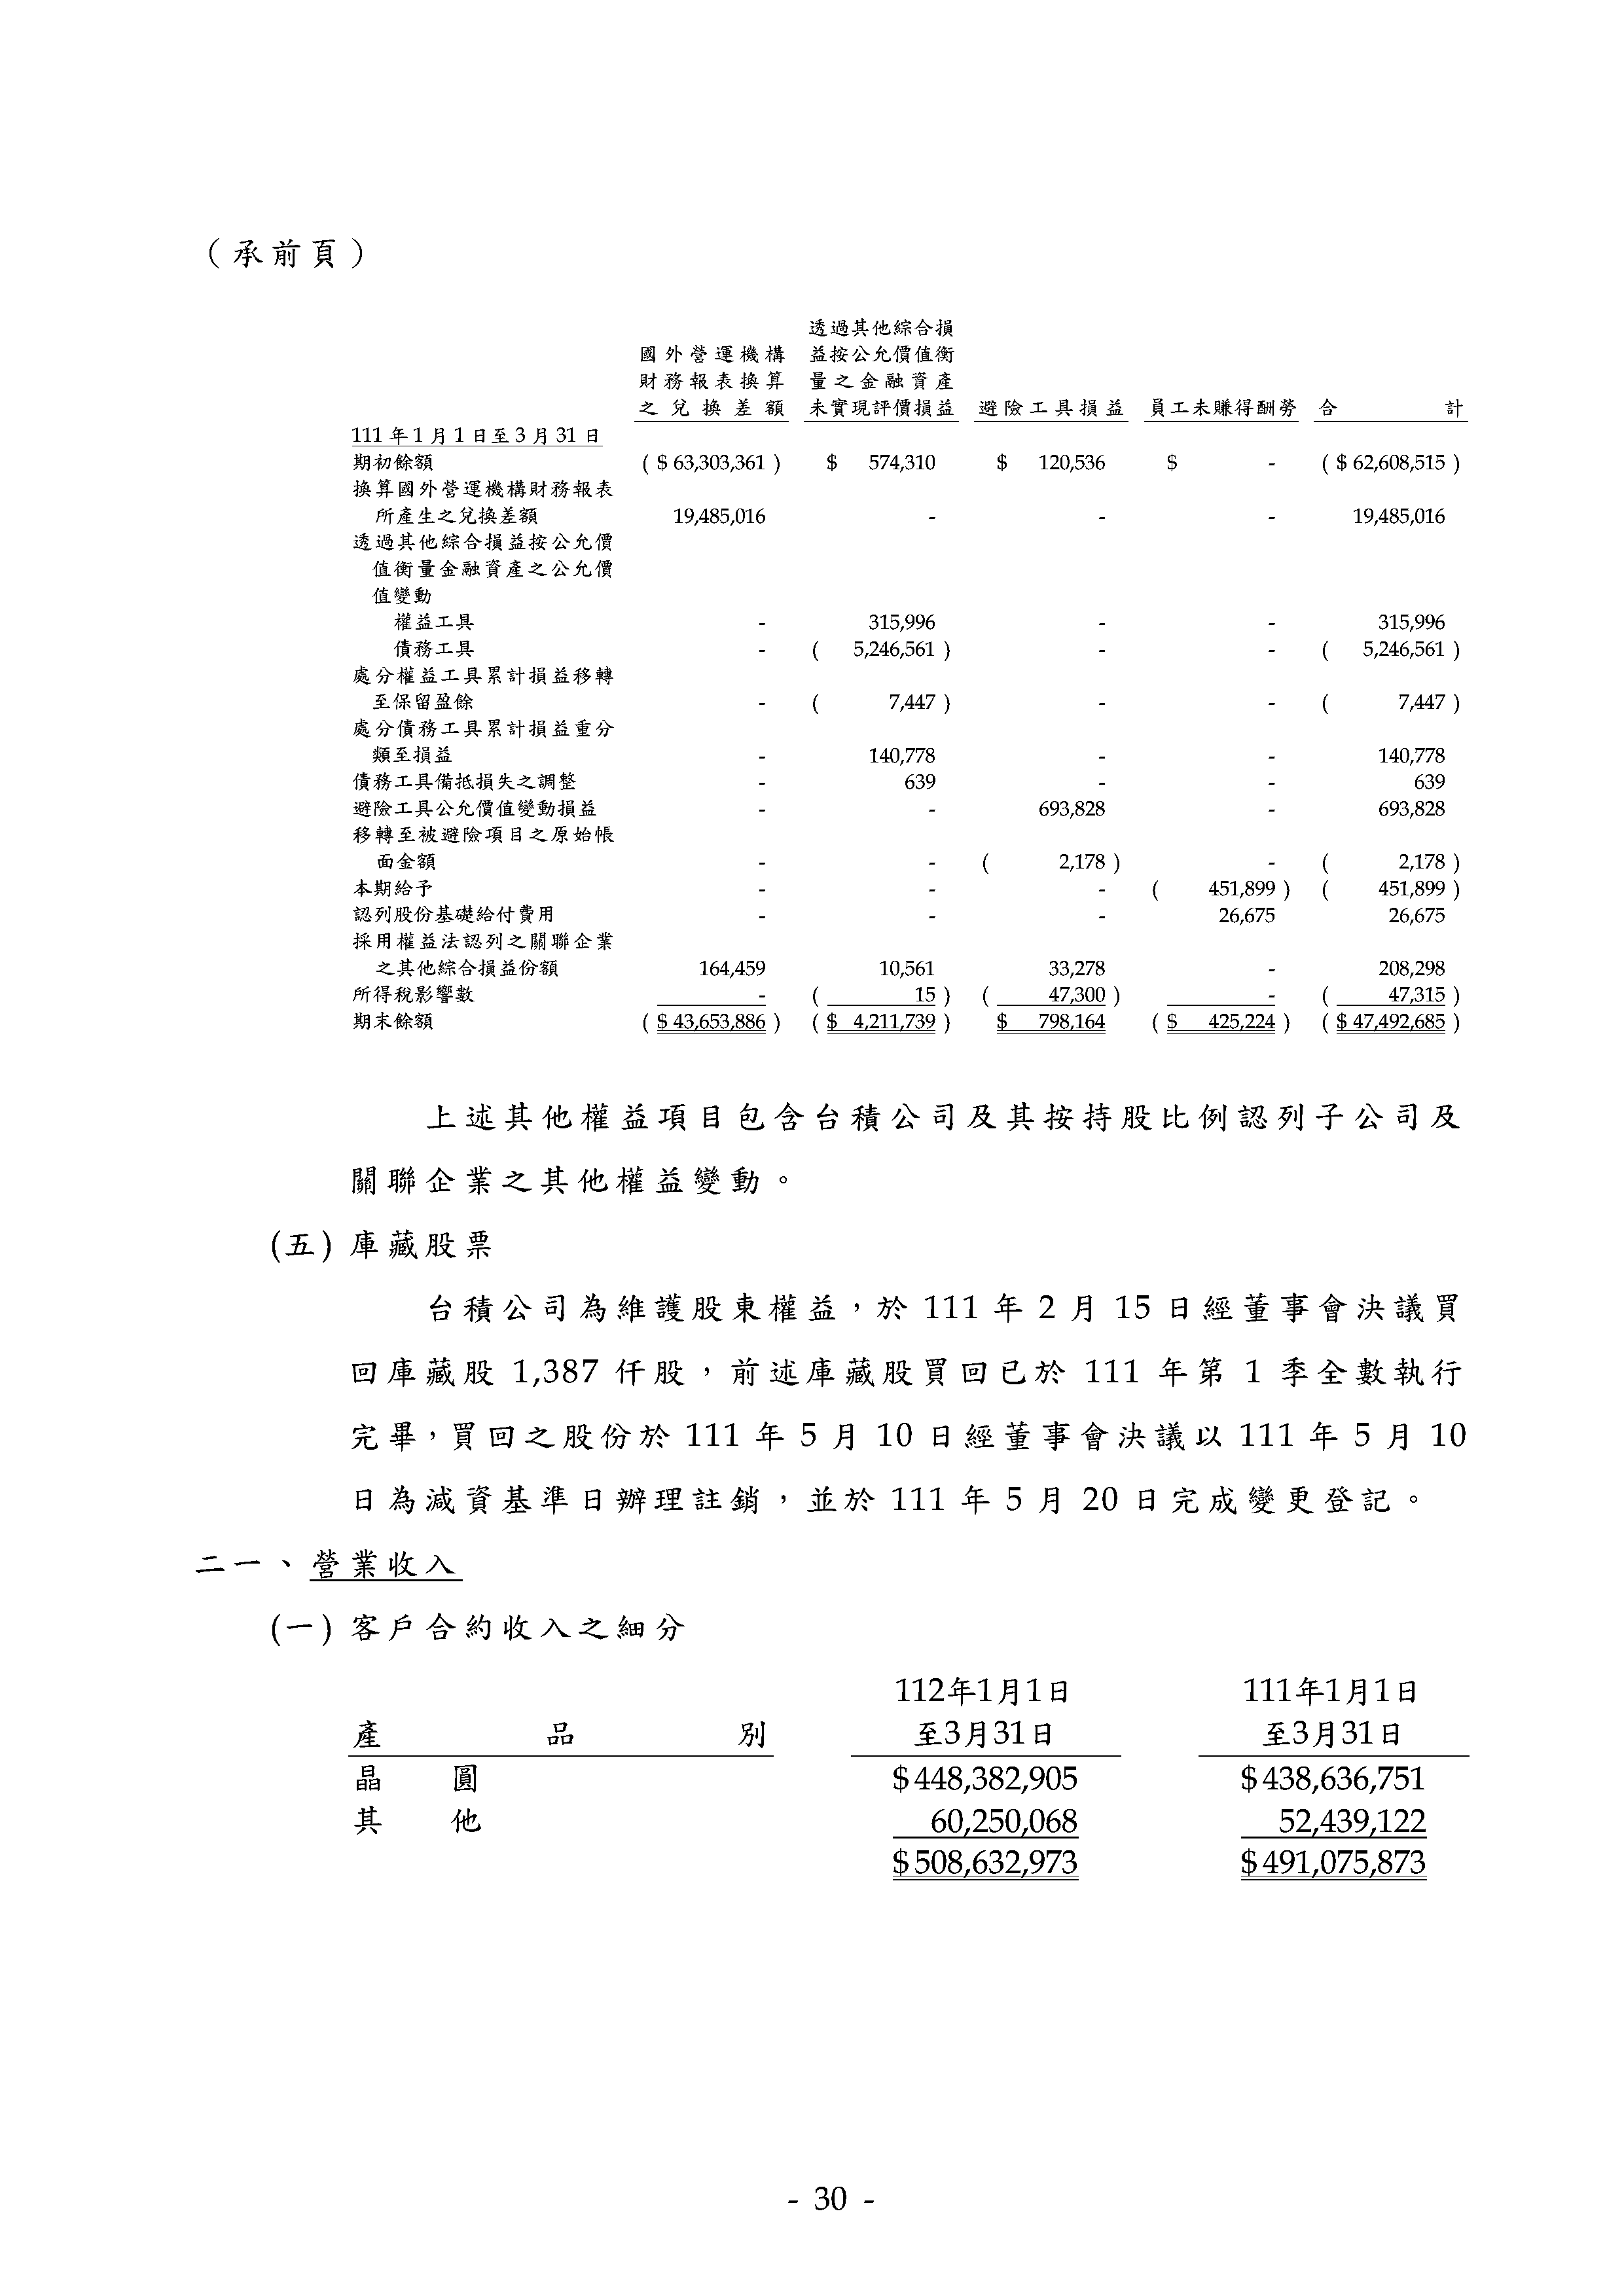 （承前頁）
透過其他綜合損
國外營運機構 益按公允價值衡
財務報表換算 量之金融資產
之兌換差額 未實現評價損益 避險工具損益 員工未賺得酬勞 合計
111年1月1日至3月31日
期初餘額 ( $ 63,303,361 ) $ 574,310 $ 120,536 $ - ( $ 62,608,515 )
換算國外營運機構財務報表
所產生之兌換差額 19,485,016 - - - 19,485,016
透過其他綜合損益按公允價
值衡量金融資產之公允價
值變動
權益工具 - 315,996 - - 315,996
債務工具 - ( 5,246,561 ) - - ( 5,246,561 )
處分權益工具累計損益移轉
至保留盈餘 - ( 7,447 ) - - ( 7,447 )
處分債務工具累計損益重分
類至損益 - 140,778 - - 140,778
債務工具備抵損失之調整 - 639 - - 639
避險工具公允價值變動損益 - - 693,828 - 693,828
移轉至被避險項目之原始帳
面金額 - - ( 2,178 ) - ( 2,178 )
本期給予 - - - ( 451,899 ) ( 451,899 )
認列股份基礎給付費用 - - - 26,675 26,675
採用權益法認列之關聯企業
之其他綜合損益份額 164,459 10,561 33,278 - 208,298
所得稅影響數 - ( 15 ) ( 47,300 ) - ( 47,315 )
期末餘額 ( $ 43,653,886 ) ( $ 4,211,739 ) $ 798,164 ( $ 425,224 ) ( $ 47,492,685 )
上述其他權益項目包含台積公司及其按持股比例認列子公司及
關聯企業之其他權益變動。
(五) 庫藏股票
台積公司為維護股東權益，於 111 年 2 月 15 日經董事會決議買
回庫藏股 1,387 仟股，前述庫藏股買回已於 111 年第 1 季全數執行
完畢，買回之股份於 111 年 5 月 10 日經董事會決議以 111 年 5 月 10
日為減資基準日辦理註銷，並於 111 年 5 月 20 日完成變更登記。
二一、營業收入
(一) 客戶合約收入之細分
112年1月1日 111年1月1日
產品別 至3月31日 至3月31日
晶圓 $448,382,905 $438,636,751
其他 60,250,068 52,439,122
$508,632,973 $491,075,873
- 30 -